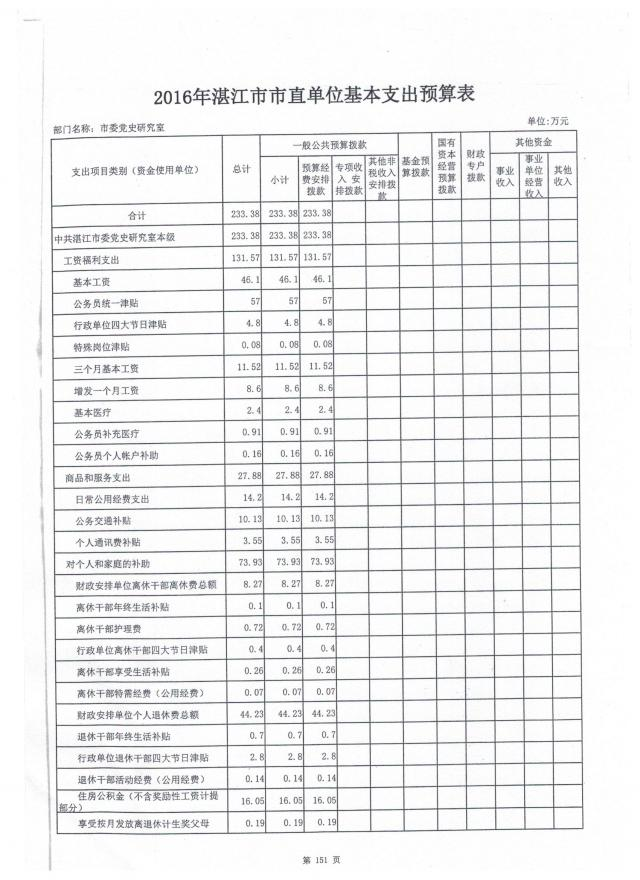 2016年湛江市市直单位基本支出预算表
部门名称：市委党史研究室 单位:万元
支出项目类别（资金使用单位） 总计 一般公共预算拨款 基金预算拨款 国有资本经营预算拨款 财政专户拨款 其他资金
小计 预算经费安排拨款 专项收入 安排拨款 其他非税收入安排拨款 事业收入 事业单位经营收入 其他收入
合计 233.38 233.38 233.38
中共湛江市委党史研究室本级 233.38 233.38 233.38
工资福利支出 131.57 131.57 131.57
基本工资 46.1 46.1 46.1
公务员统一津贴 57 57 57
行政单位四大节日津贴 4.8 4.8 4.8
特殊岗位津贴 0.08 0.08 0.08
三个月基本工资 11.52 11.52 11.52
增发一个月工资 8.6 8.6 8.6
基本医疗 2.4 2.4 2.4
公务员补充医疗 0.91 0.91 0.91
公务员个人帐户补助 0.16 0.16 0.16
商品和服务支出 27.88 27.88 27.88
日常公用经费支出 14.2 14.2 14.2
公务交通补贴 10.13 10.13 10.13
个人通讯费补贴 3.55 3.55 3.55
对个人和家庭的补助 73.93 73.93 73.93
财政安排单位离休干部离休费总额 8.27 8.27 8.27
离休干部年终生活补贴 0.1 0.1 0.1
离休干部护理费 0.72 0.72 0.72
行政单位离休干部四大节日津贴 0.4 0.4 0.4
离休干部享受生活补贴 0.26 0.26 0.26
离休干部特需经费（公用经费） 0.07 0.07 0.07
财政安排单位个人退休费总额 44.23 44.23 44.23
退休干部年终生活补贴 0.7 0.7 0.7
行政单位退休干部四大节日津贴 2.8 2.8 2.8
退休干部活动经费（公用经费） 0.14 0.14 0.14
住房公积金（不含奖励性工资计提部分） 16.05 16.05 16.05
享受按月发放离退休计生奖父母 0.19 0.19 0.19
第 151 页